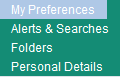 My Preferences
Alerts & Searches
Folders
Personal Details